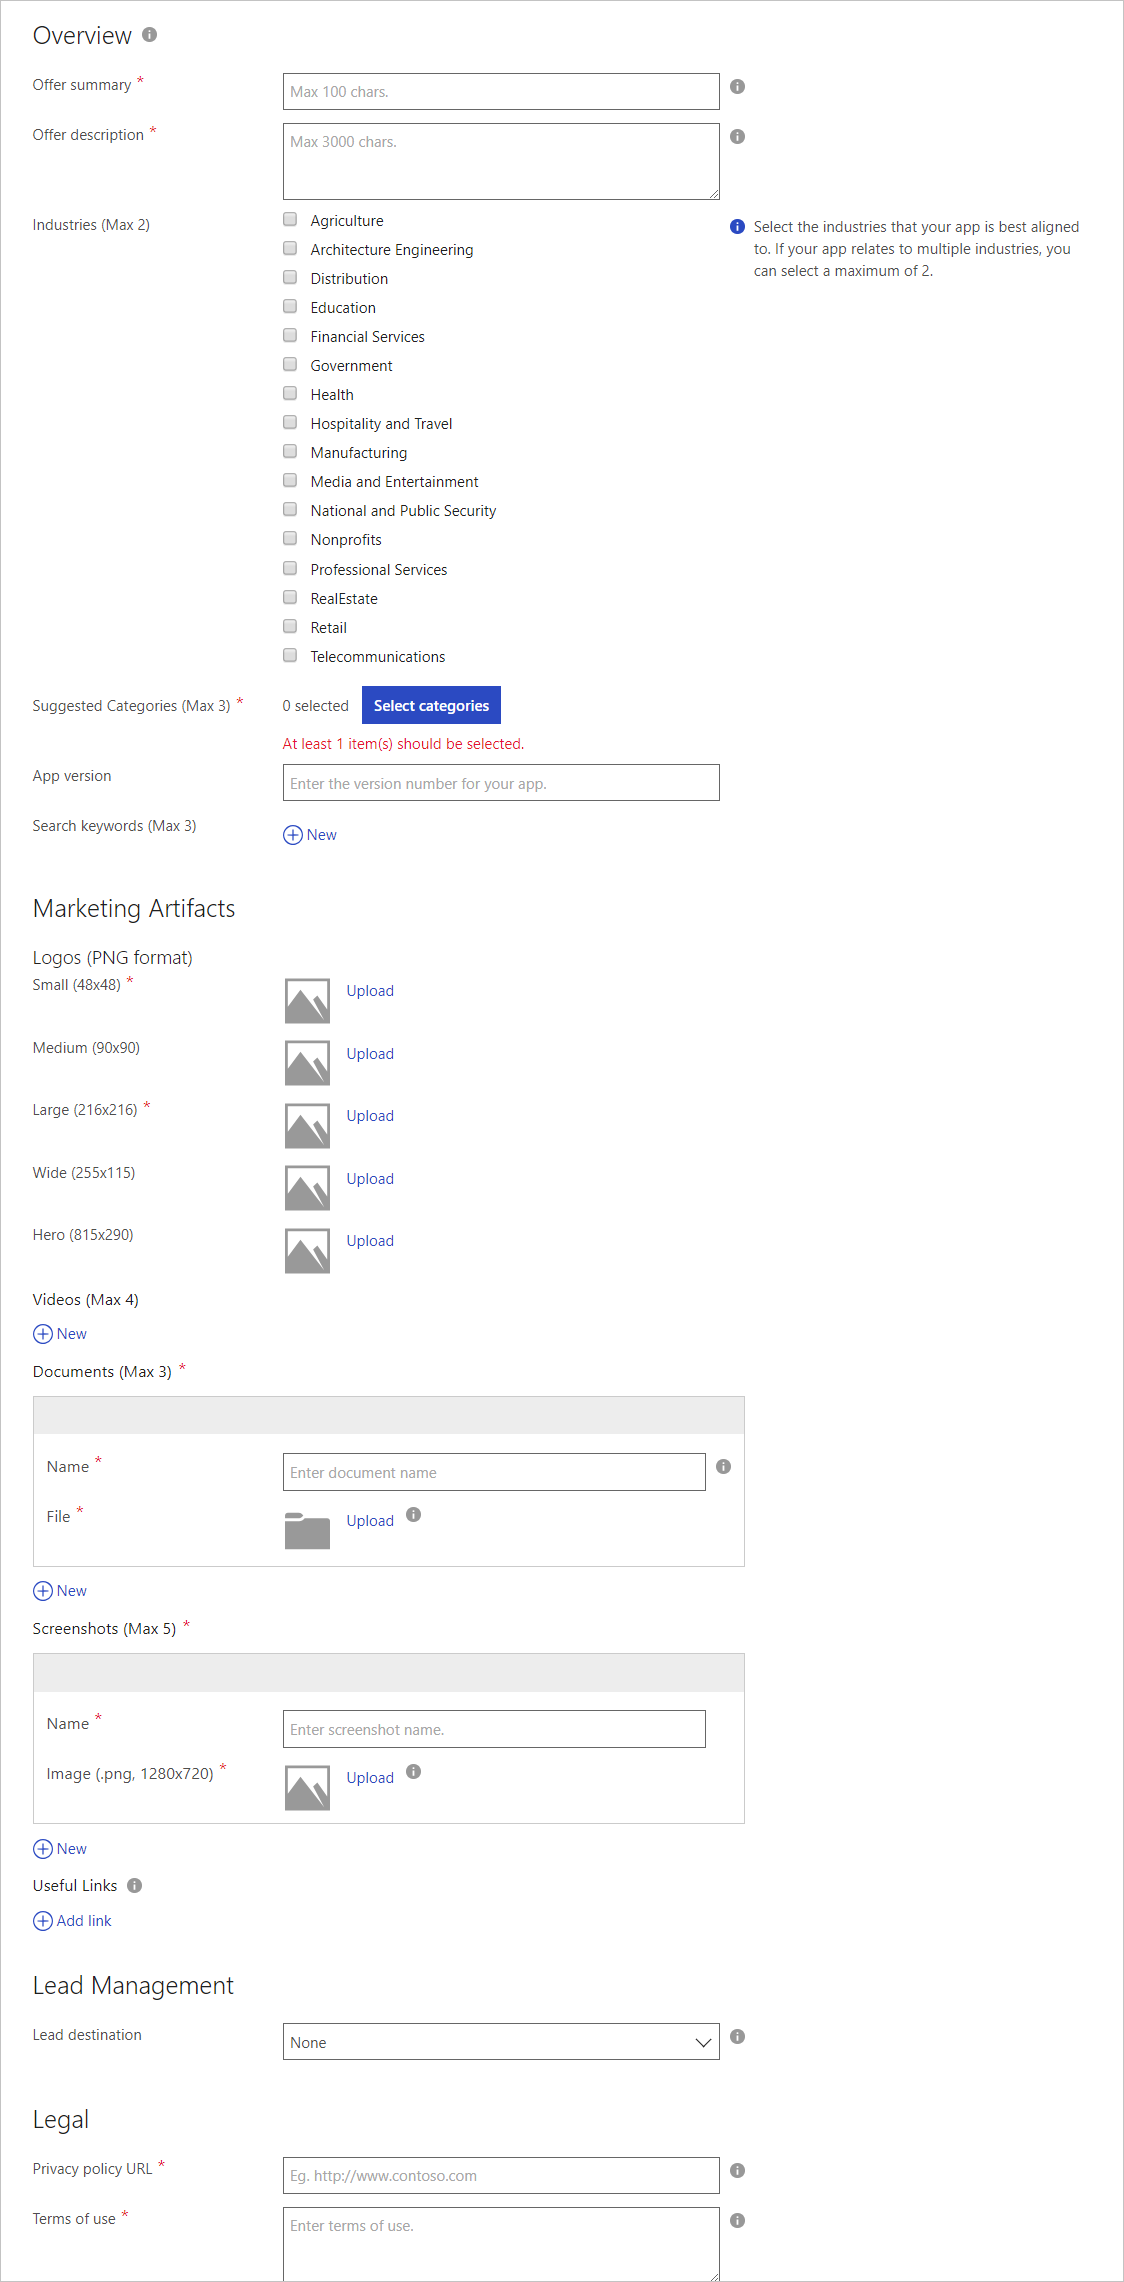 Overview
Offer summary *
Max 100 chars.
Offer description *
Max 3000 chars.
Industries (Max 2)
Agriculture
Architecture Engineering
Distribution
Education
Financial Services
Government
Health
Hospitality and Travel
Manufacturing
Media and Entertainment
National and Public Security
Nonprofits
Professional Services
RealEstate
Retail
Telecommunications
Select the industries that your app is best aligned
to. If your app relates to multiple industries, you
can select a maximum of 2.
Suggested Categories (Max 3) *
0 selected
Select categories
At least 1 item(s) should be selected.
App version
Enter the version number for your app.
Search keywords (Max 3)
New
Marketing Artifacts
Logos (PNG format)
Small (48x48) *
Upload
Medium (90x90)
Upload
Large (216x216) *
Upload
Wide (255x115)
Upload
Hero (815x290)
Upload
Videos (Max 4)
New
Documents (Max 3) *
Name *
Enter document name
File *
Upload
New
Screenshots (Max 5) *
Name *
Enter screenshot name.
Image (.png, 1280x720) *
Upload
New
Useful Links
Add link
Lead Management
Lead destination
None
Legal
Privacy policy URL *
Eg. http://www.contoso.com
Terms of use *
Enter terms of use.